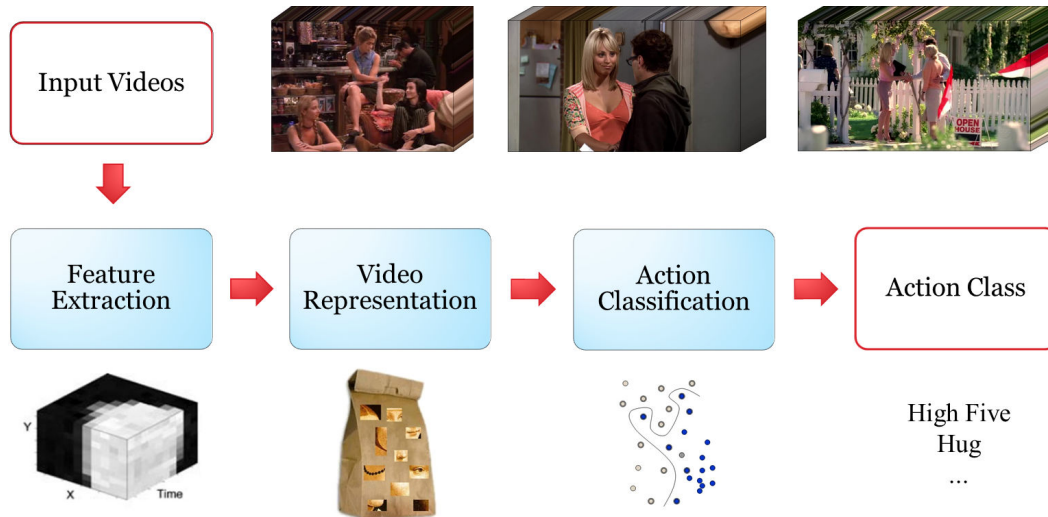 Input Videos
OPEN
HOUSE
Feature
Extraction
Video
Representation
Action
Classification
Action Class
Y
X
Time
High Five
Hug
...